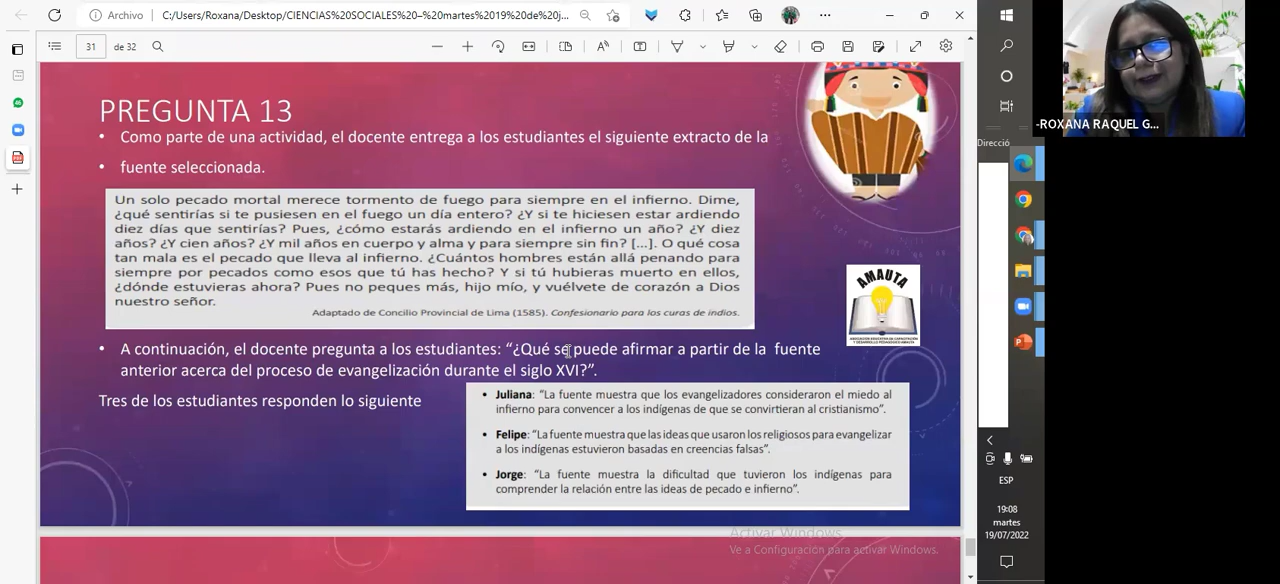 Archivo
C:/Users/Roxana/Desktop/CIENCIAS%20SOCIALES%20–%20martes%2019%20de%20j...
31
de 32
PREGUNTA 13
• Como parte de una actividad, el docente entrega a los estudiantes el siguiente extracto de la
• fuente seleccionada.
Un solo pecado mortal merece tormento de fuego para siempre en el infierno. Dime,
¿qué sentirías si te pusiesen en el fuego un día entero? ¿Y si te hiciesen estar ardiendo
diez días que sentirías? Pues, ¿cómo estarás ardiendo en el infierno un año? ¿Y diez
años? ¿Y cien años? ¿Y mil años en cuerpo y alma y para siempre sin fin? [...]. O qué cosa
tan mala es el pecado que lleva al infierno. ¿Cuántos hombres están allá penando para
siempre por pecados como esos que tú has hecho? Y si tú hubieras muerto en ellos,
¿dónde estuvieras ahora? Pues no peques más, hijo mío, y vuélvete de corazón a Dios
nuestro señor.
Adaptado de Concilio Provincial de Lima (1585). Confesionario para los curas de indios.
AMAUTA
• A continuación, el docente pregunta a los estudiantes: “¿Qué se puede afirmar a partir de la fuente
anterior acerca del proceso de evangelización durante el siglo XVI?”.
Tres de los estudiantes responden lo siguiente
• Juliana: “La fuente muestra que los evangelizadores consideraron el miedo al
infierno para convencer a los indígenas de que se convirtieran al cristianismo”.
• Felipe: “La fuente muestra que las ideas que usaron los religiosos para evangelizar
a los indígenas estuvieron basadas en creencias falsas”.
• Jorge: “La fuente muestra la dificultad que tuvieron los indígenas para
comprender la relación entre las ideas de pecado e infierno”.
Activar Windows
Ve a Configuración para activar Windows.
-ROXANA RAQUEL G...
Direcció
ESP
19:08
martes
19/07/2022